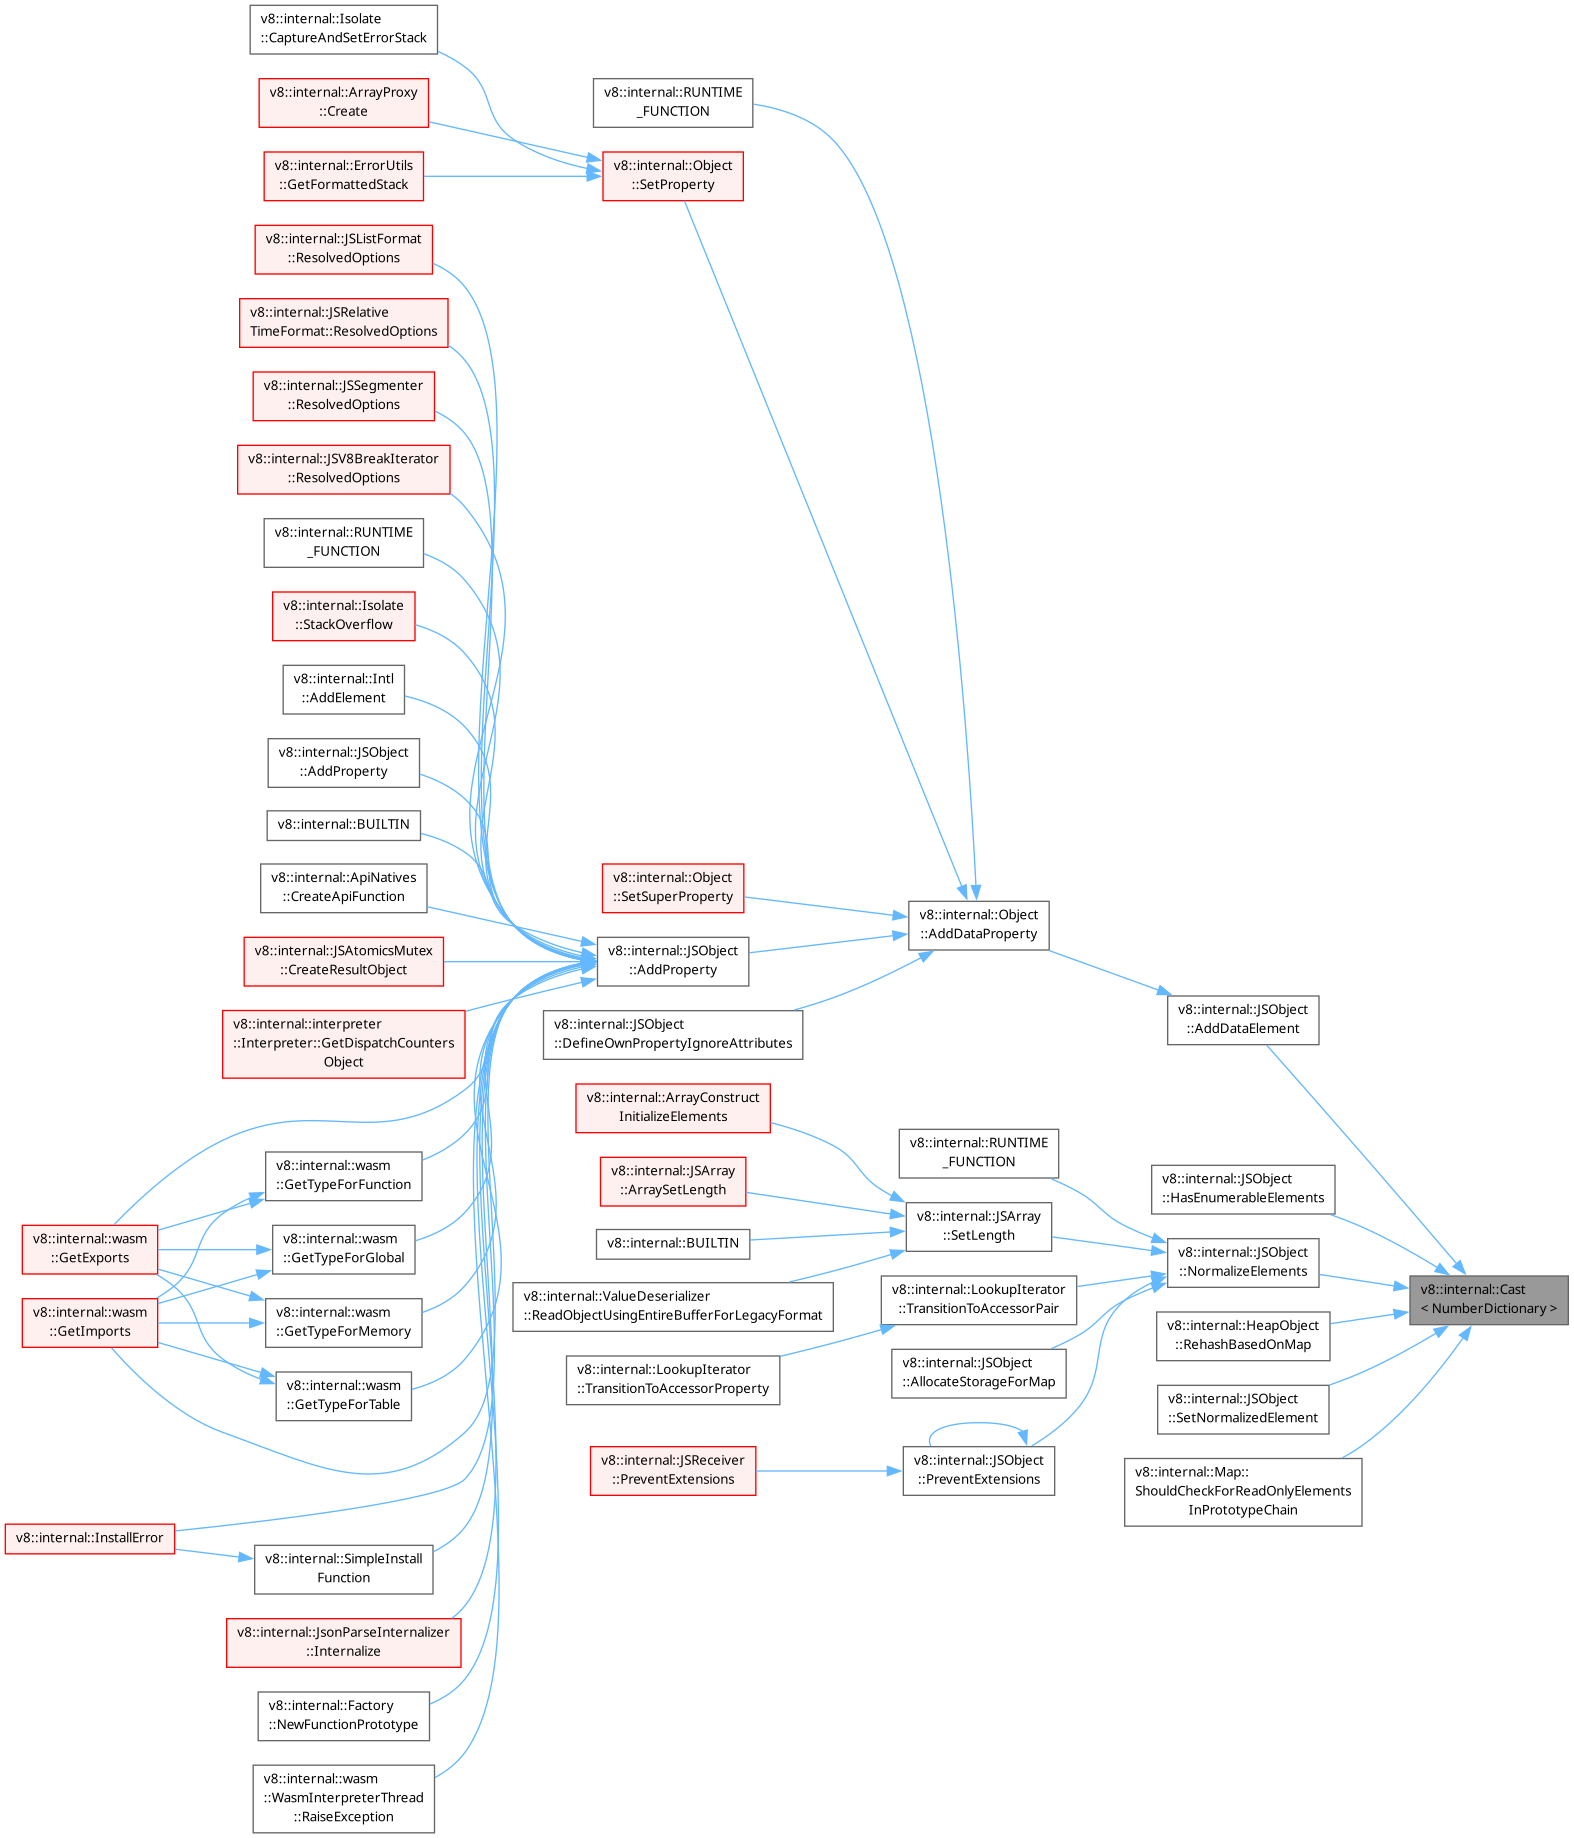 v8::internal::Isolate
::CaptureAndSetErrorStack
v8::internal::ArrayProxy
::Create
v8::internal::RUNTIME
_FUNCTION
v8::internal::ErrorUtils
::GetFormattedStack
v8::internal::Object
::SetProperty
v8::internal::JSListFormat
::ResolvedOptions
v8::internal::JSRelative
TimeFormat::ResolvedOptions
v8::internal::JSSegmenter
::ResolvedOptions
v8::internal::JSV8BreakIterator
::ResolvedOptions
v8::internal::RUNTIME
_FUNCTION
v8::internal::Isolate
::StackOverflow
v8::internal::Intl
::AddElement
v8::internal::JSObject
::AddProperty
v8::internal::BUILTIN
v8::internal::ApiNatives
::CreateApiFunction
v8::internal::Object
::SetSuperProperty
v8::internal::Object
::AddDataProperty
v8::internal::JSAtomicsMutex
::CreateResultObject
v8::internal::JSObject
::AddProperty
v8::internal::JSObject
::AddDataElement
v8::internal::interpreter
::Interpreter::GetDispatchCounters
Object
v8::internal::JSObject
::DefineOwnPropertyIgnoreAttributes
v8::internal::ArrayConstruct
InitializeElements
v8::internal::RUNTIME
_FUNCTION
v8::internal::wasm
::GetTypeForFunction
v8::internal::JSArray
::ArraySetLength
v8::internal::JSObject
::HasEnumerableElements
v8::internal::wasm
::GetExports
v8::internal::wasm
::GetTypeForGlobal
v8::internal::BUILTIN
v8::internal::JSArray
::SetLength
v8::internal::JSObject
::NormalizeElements
v8::internal::wasm
::GetImports
v8::internal::wasm
::GetTypeForMemory
v8::internal::ValueDeserializer
::ReadObjectUsingEntireBufferForLegacyFormat
v8::internal::LookupIterator
::TransitionToAccessorPair
v8::internal::HeapObject
::RehashBasedOnMap
v8::internal::Cast
< NumberDictionary >
v8::internal::wasm
::GetTypeForTable
v8::internal::LookupIterator
::TransitionToAccessorProperty
v8::internal::JSObject
::AllocateStorageForMap
v8::internal::JSObject
::SetNormalizedElement
v8::internal::JSReceiver
::PreventExtensions
v8::internal::JSObject
::PreventExtensions
v8::internal::Map::
ShouldCheckForReadOnlyElements
InPrototypeChain
v8::internal::InstallError
v8::internal::SimpleInstall
Function
v8::internal::JsonParseInternalizer
::Internalize
v8::internal::Factory
::NewFunctionPrototype
v8::internal::wasm
::WasmInterpreterThread
::RaiseException